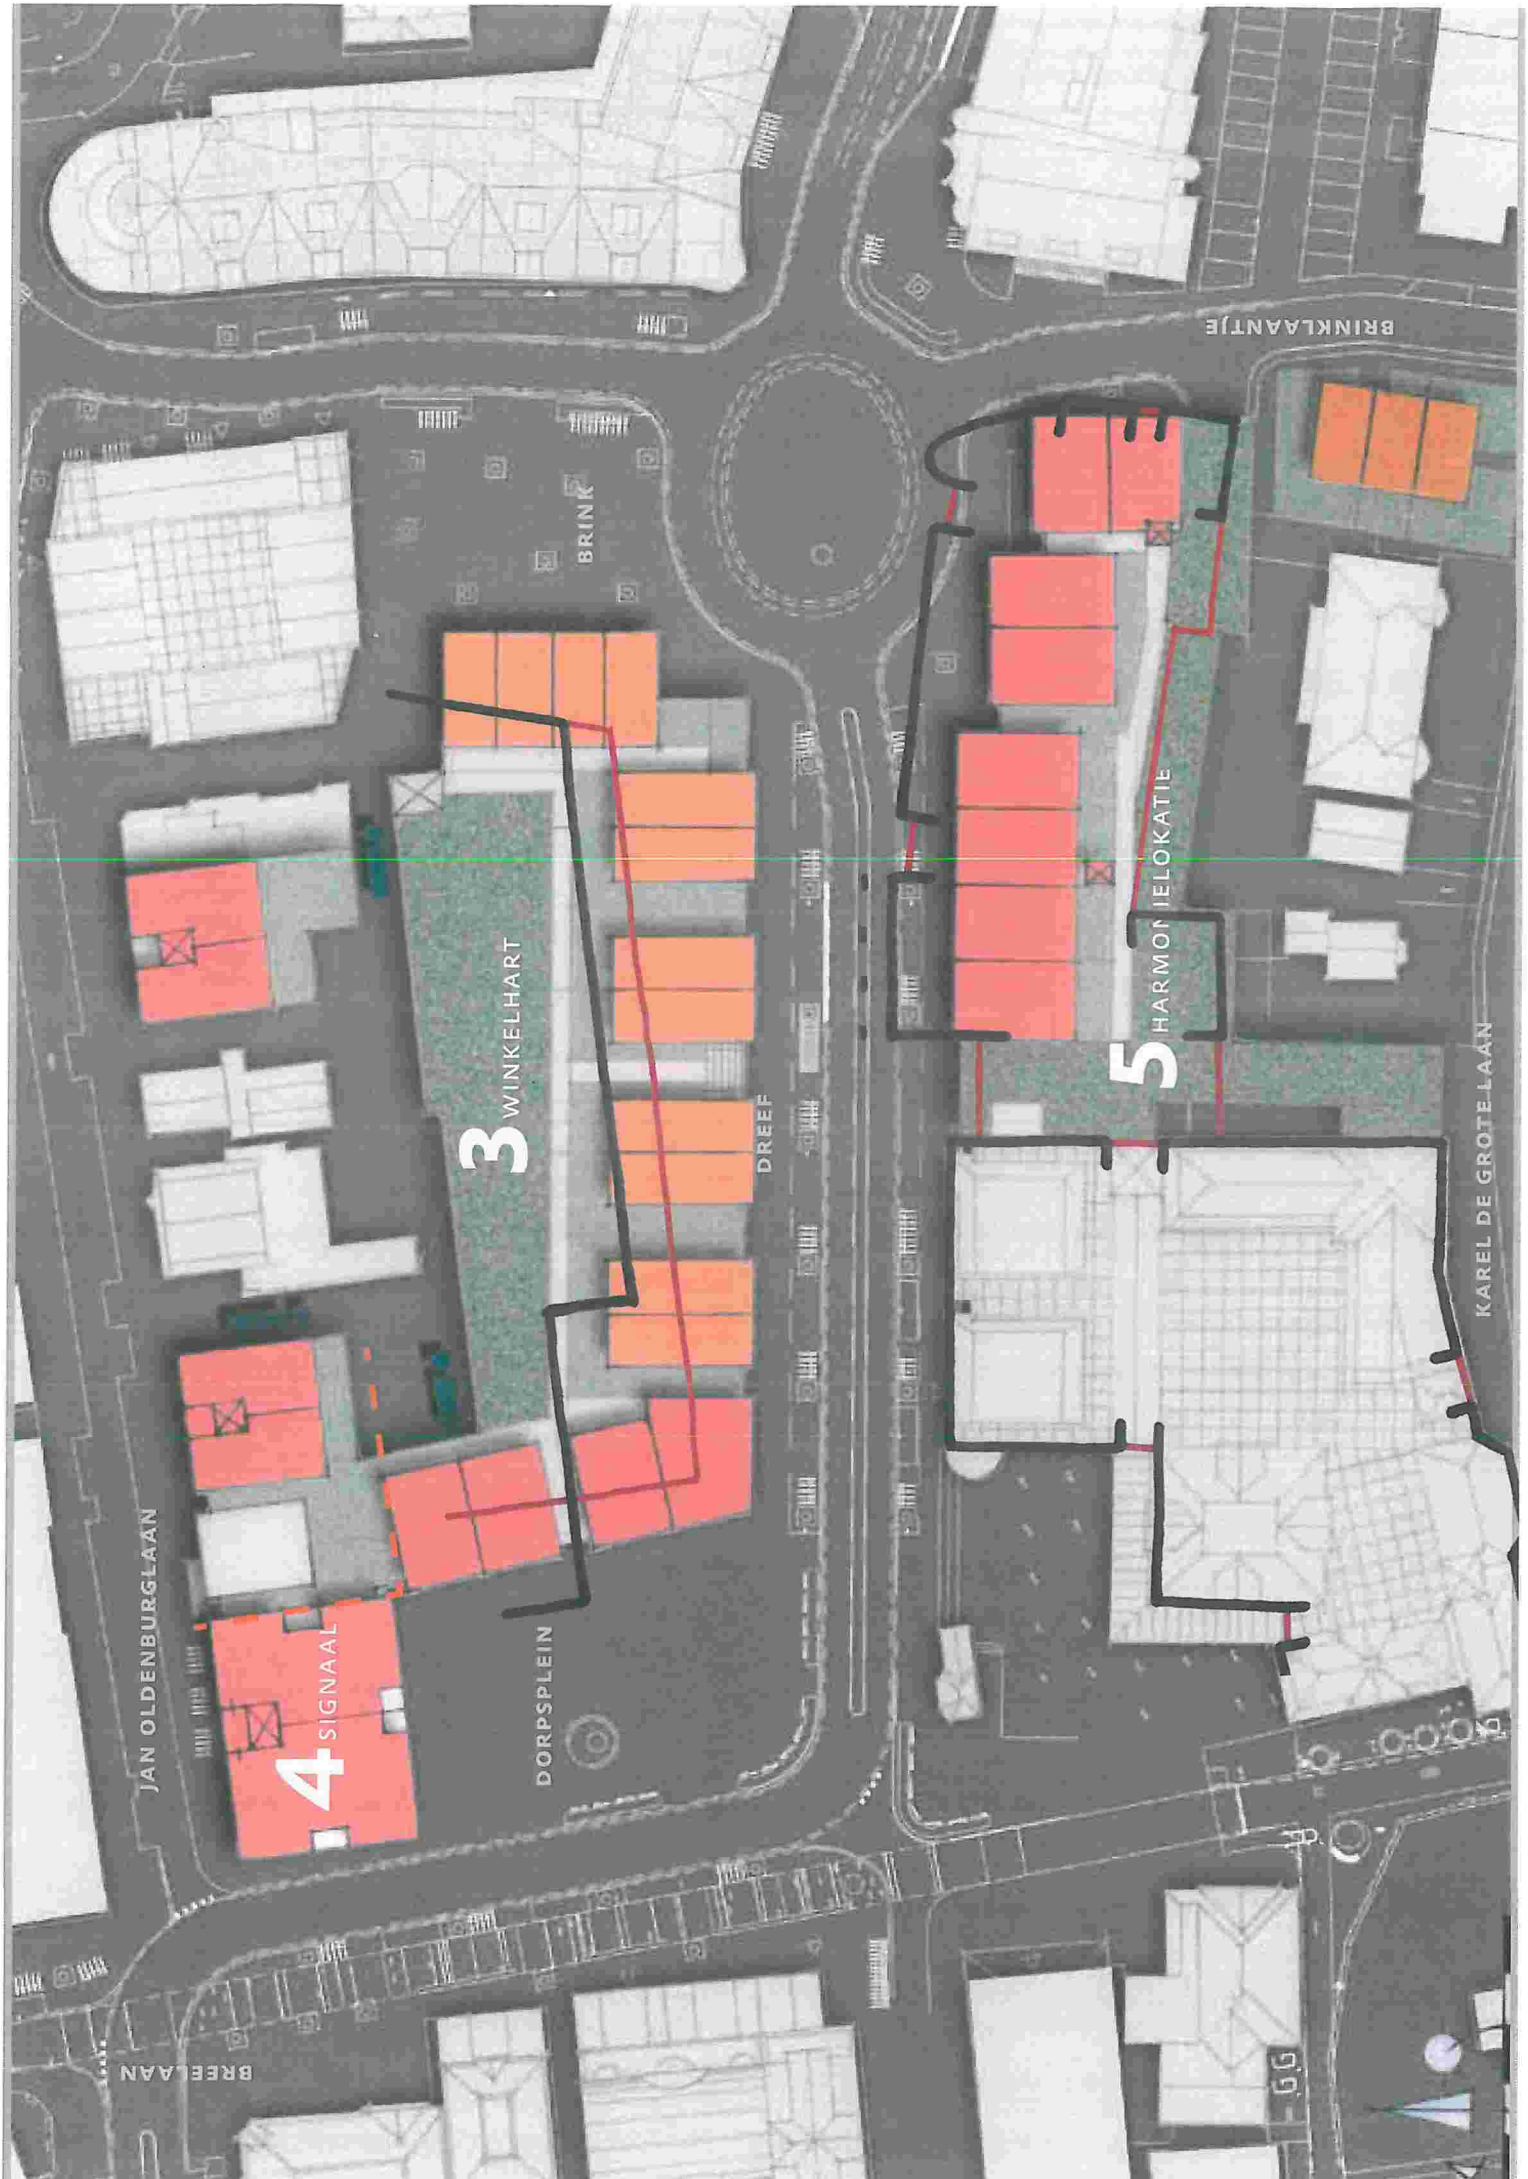 BRINKLAANTJE
BRINK
3 WINKELHART
5 HARMONIELOKATIE
DREEF
KAREL DE GROTELAAN
JAN OLDENBURGLAAN
4 SIGNAAL
DORPSPLEIN
BREELAAN